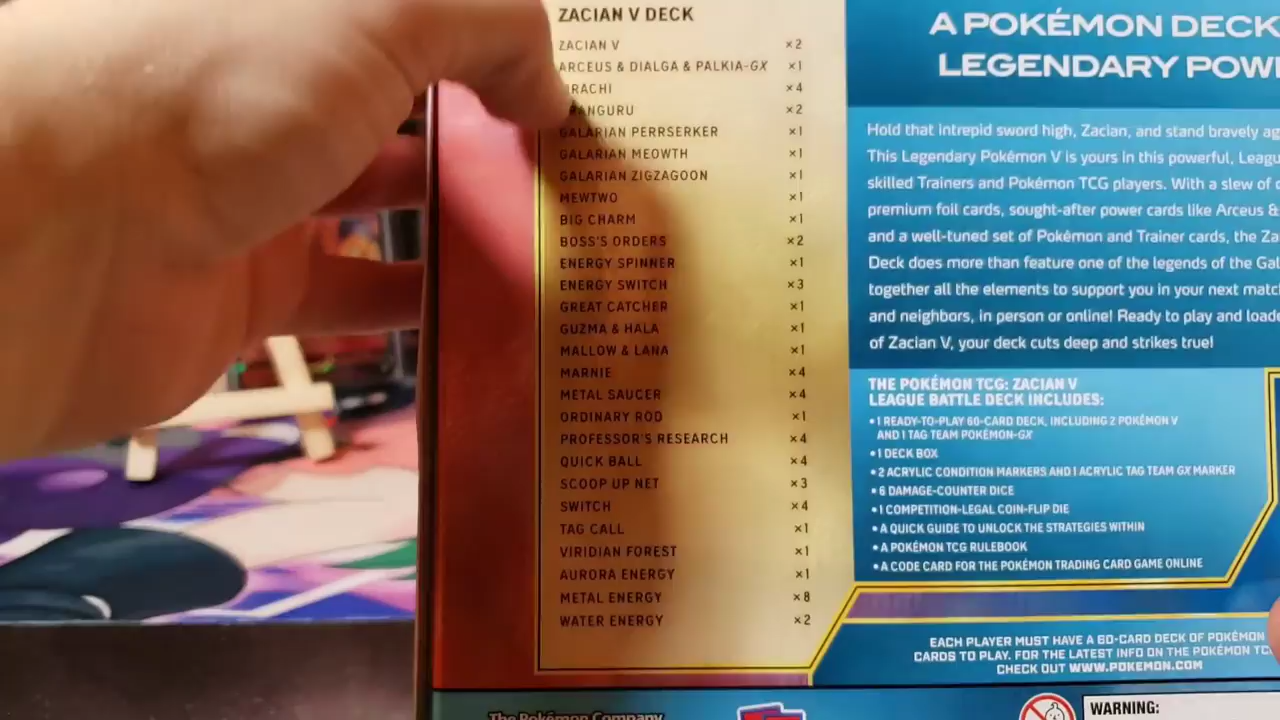 ZACIAN V DECK
ZACIAN V ×2
ARCEUS & DIALGA & PALKIA-GX ×1
×4
×2
GALARIAN PERRSERKER ×1
GALARIAN MEOWTH ×1
GALARIAN ZIGZAGOON ×1
MEWTWO ×1
BIG CHARM ×1
BOSS'S ORDERS ×2
ENERGY SPINNER ×1
ENERGY SWITCH ×3
GREAT CATCHER ×1
GUZMA & HALA ×1
MALLOW & LANA ×1
MARNIE ×4
METAL SAUCER ×4
ORDINARY ROD ×1
PROFESSOR'S RESEARCH ×4
QUICK BALL ×4
SCOOP UP NET ×3
SWITCH ×4
TAG CALL ×1
VIRIDIAN FOREST ×1
AURORA ENERGY ×1
METAL ENERGY ×8
WATER ENERGY ×2
The Pokémon Company
A POKÉMON DECK
LEGENDARY
Hold that intrepid sword high, Zacian, and stand bravely
This Legendary Pokémon V is yours in this powerful,
skilled Trainers and Pokémon TCG players. With a slew of
premium foil cards, sought-after power cards like Arceus &
and a well-tuned set of Pokémon and Trainer cards, the
Deck does more than feature one of the legends of the
together all the elements to support you in your next
and neighbors, in person or online! Ready to play and
of Zacian V, your deck cuts deep and strikes true!
THE POKÉMON TCG: ZACIAN V
LEAGUE BATTLE DECK INCLUDES:
• 1 READY-TO-PLAY 60-CARD DECK, INCLUDING 2 POKÉMON V
AND 1 TAG TEAM POKÉMON-GX
• 1 DECK BOX
• 2 ACRYLIC CONDITION MARKERS AND 1 ACRYLIC TAG TEAM GX MARKER
• 6 DAMAGE-COUNTER DICE
• 1 COMPETITION-LEGAL COIN-FLIP DIE
• A QUICK GUIDE TO UNLOCK THE STRATEGIES WITHIN
• A POKÉMON TCG RULEBOOK
• A CODE CARD FOR THE POKÉMON TRADING CARD GAME ONLINE
EACH PLAYER MUST HAVE A 60-CARD DECK OF POKÉMON
CARDS TO PLAY. FOR THE LATEST INFO ON THE POKÉMON
CHECK OUT WWW.POKEMON.COM
WARNING: